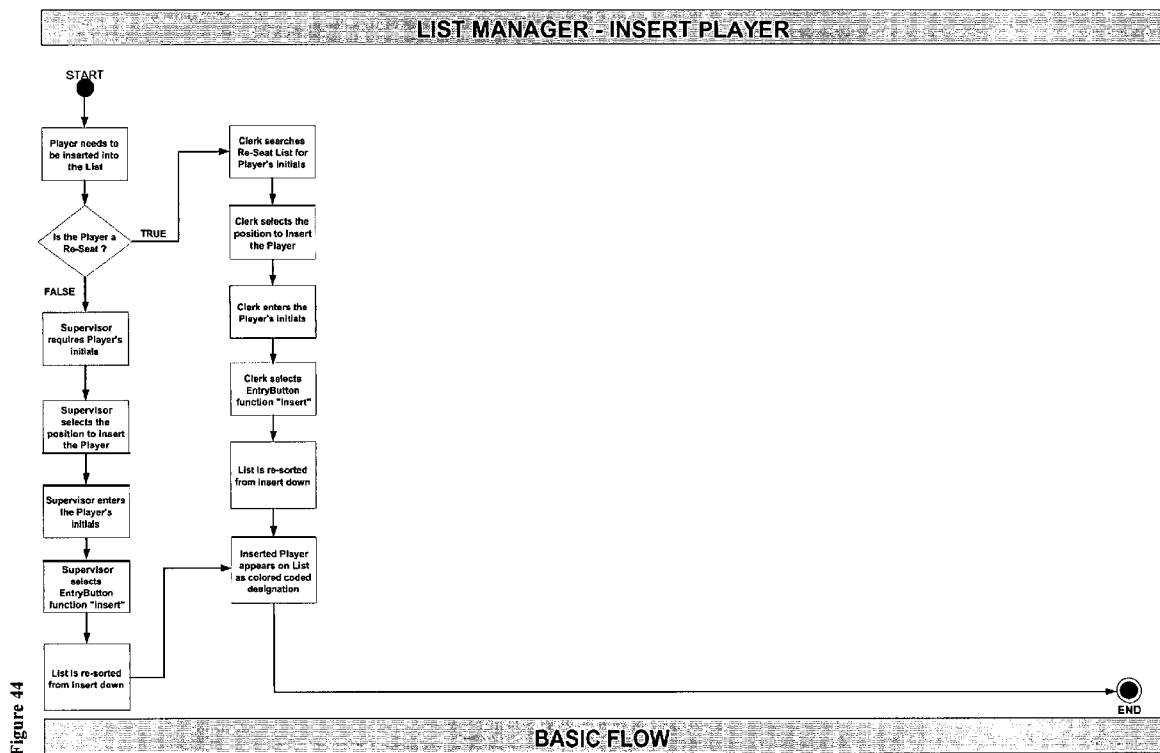 LIST MANAGER - INSERT PLAYER
START
Player needs to
be inserted into
the List
Is the Player a
Re-Seat ?
TRUE
FALSE
Supervisor
requires Player's
initials
Supervisor
selects the
position to insert
the Player
Supervisor enters
the Player's
initials
Supervisor
selects
EntryButton
function "Insert"
List is re-sorted
from insert down
Clerk searches
Re-Seat List for
Player's initials
Clerk selects the
position to insert
the Player
Clerk enters the
Player's initials
Clerk selects
EntryButton
function "Insert"
List is re-sorted
from insert down
Inserted Player
appears on List
as colored coded
designation
END
BASIC FLOW
Figure 44